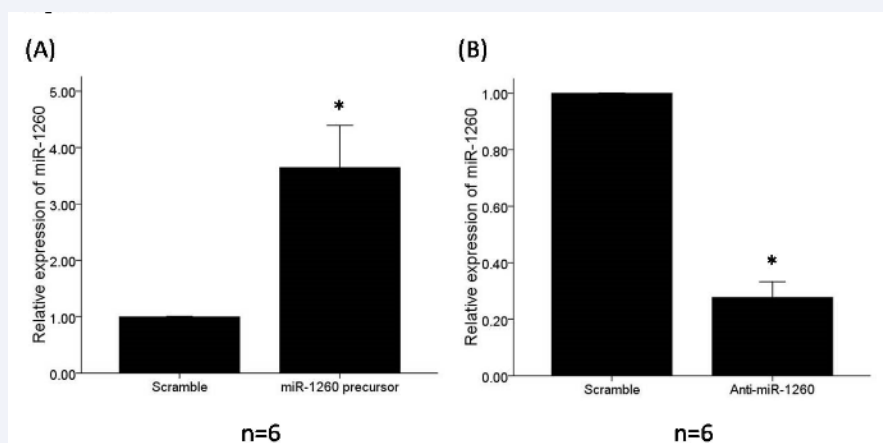 (A)
Relative expression of miR-1260
5.00
4.00
3.00
2.00
1.00
0.00
*
Scramble
miR-1260 precursor
n=6
(B)
Relative expression of miR-1260
1.00
0.80
0.60
0.40
0.20
0.00
*
Scramble
Anti-miR-1260
n=6